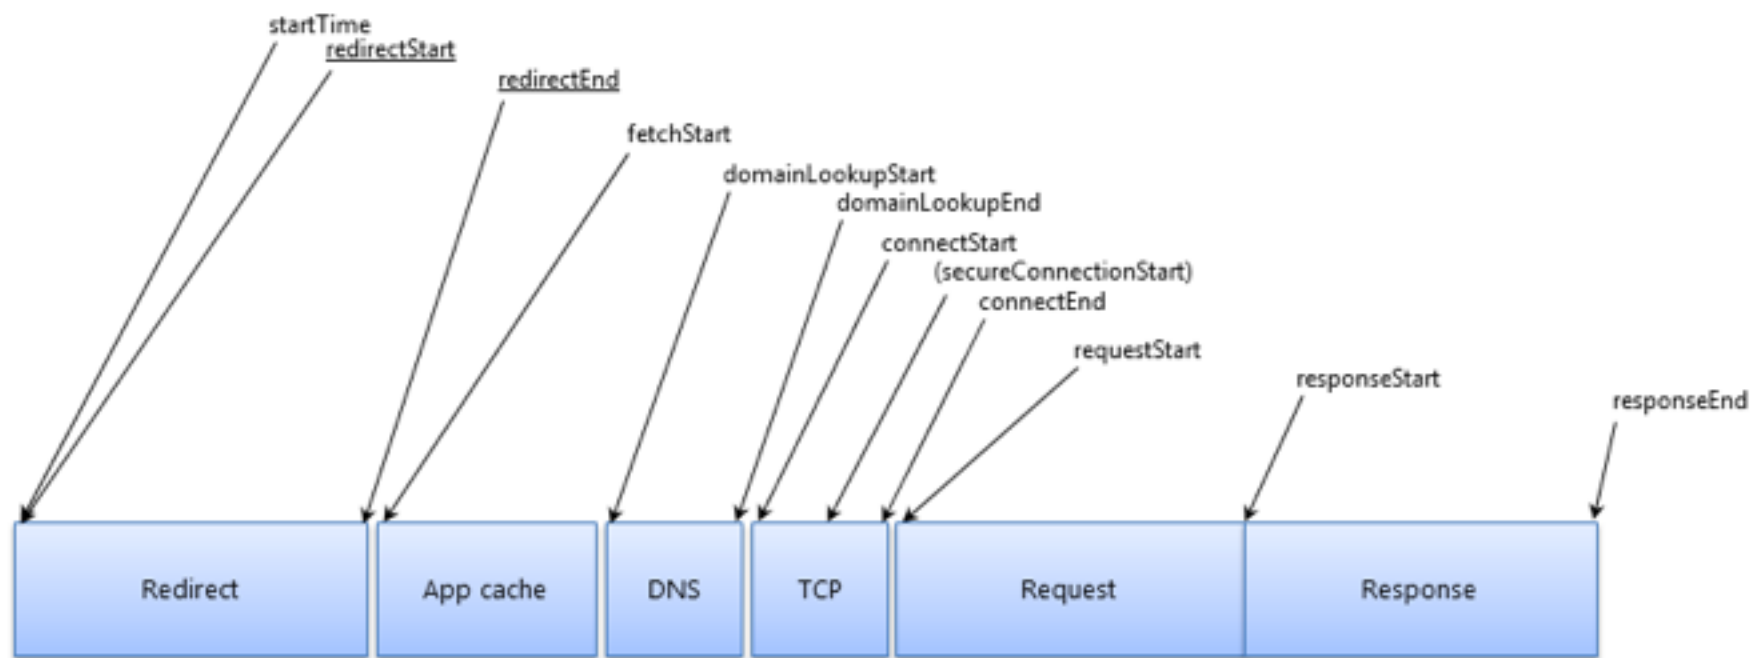 startTime
redirectStart
redirectEnd
fetchStart
domainLookupStart
domainLookupEnd
connectStart
(secureConnectionStart)
connectEnd
requestStart
responseStart
responseEnd
Redirect
App cache
DNS
TCP
Request
Response